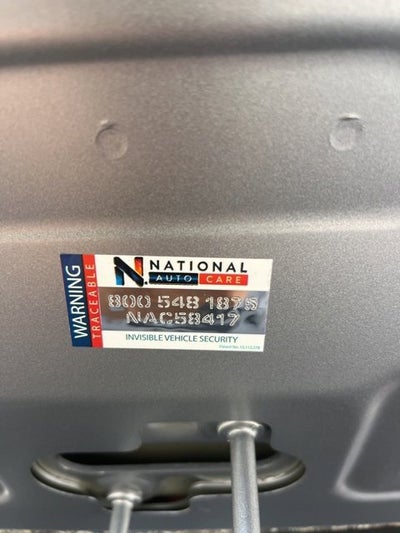 WARNING
TRACEABLE
N. NATIONAL
AUTO CARE
800 548 1875
NAC58417
INVISIBLE VEHICLE SECURITY